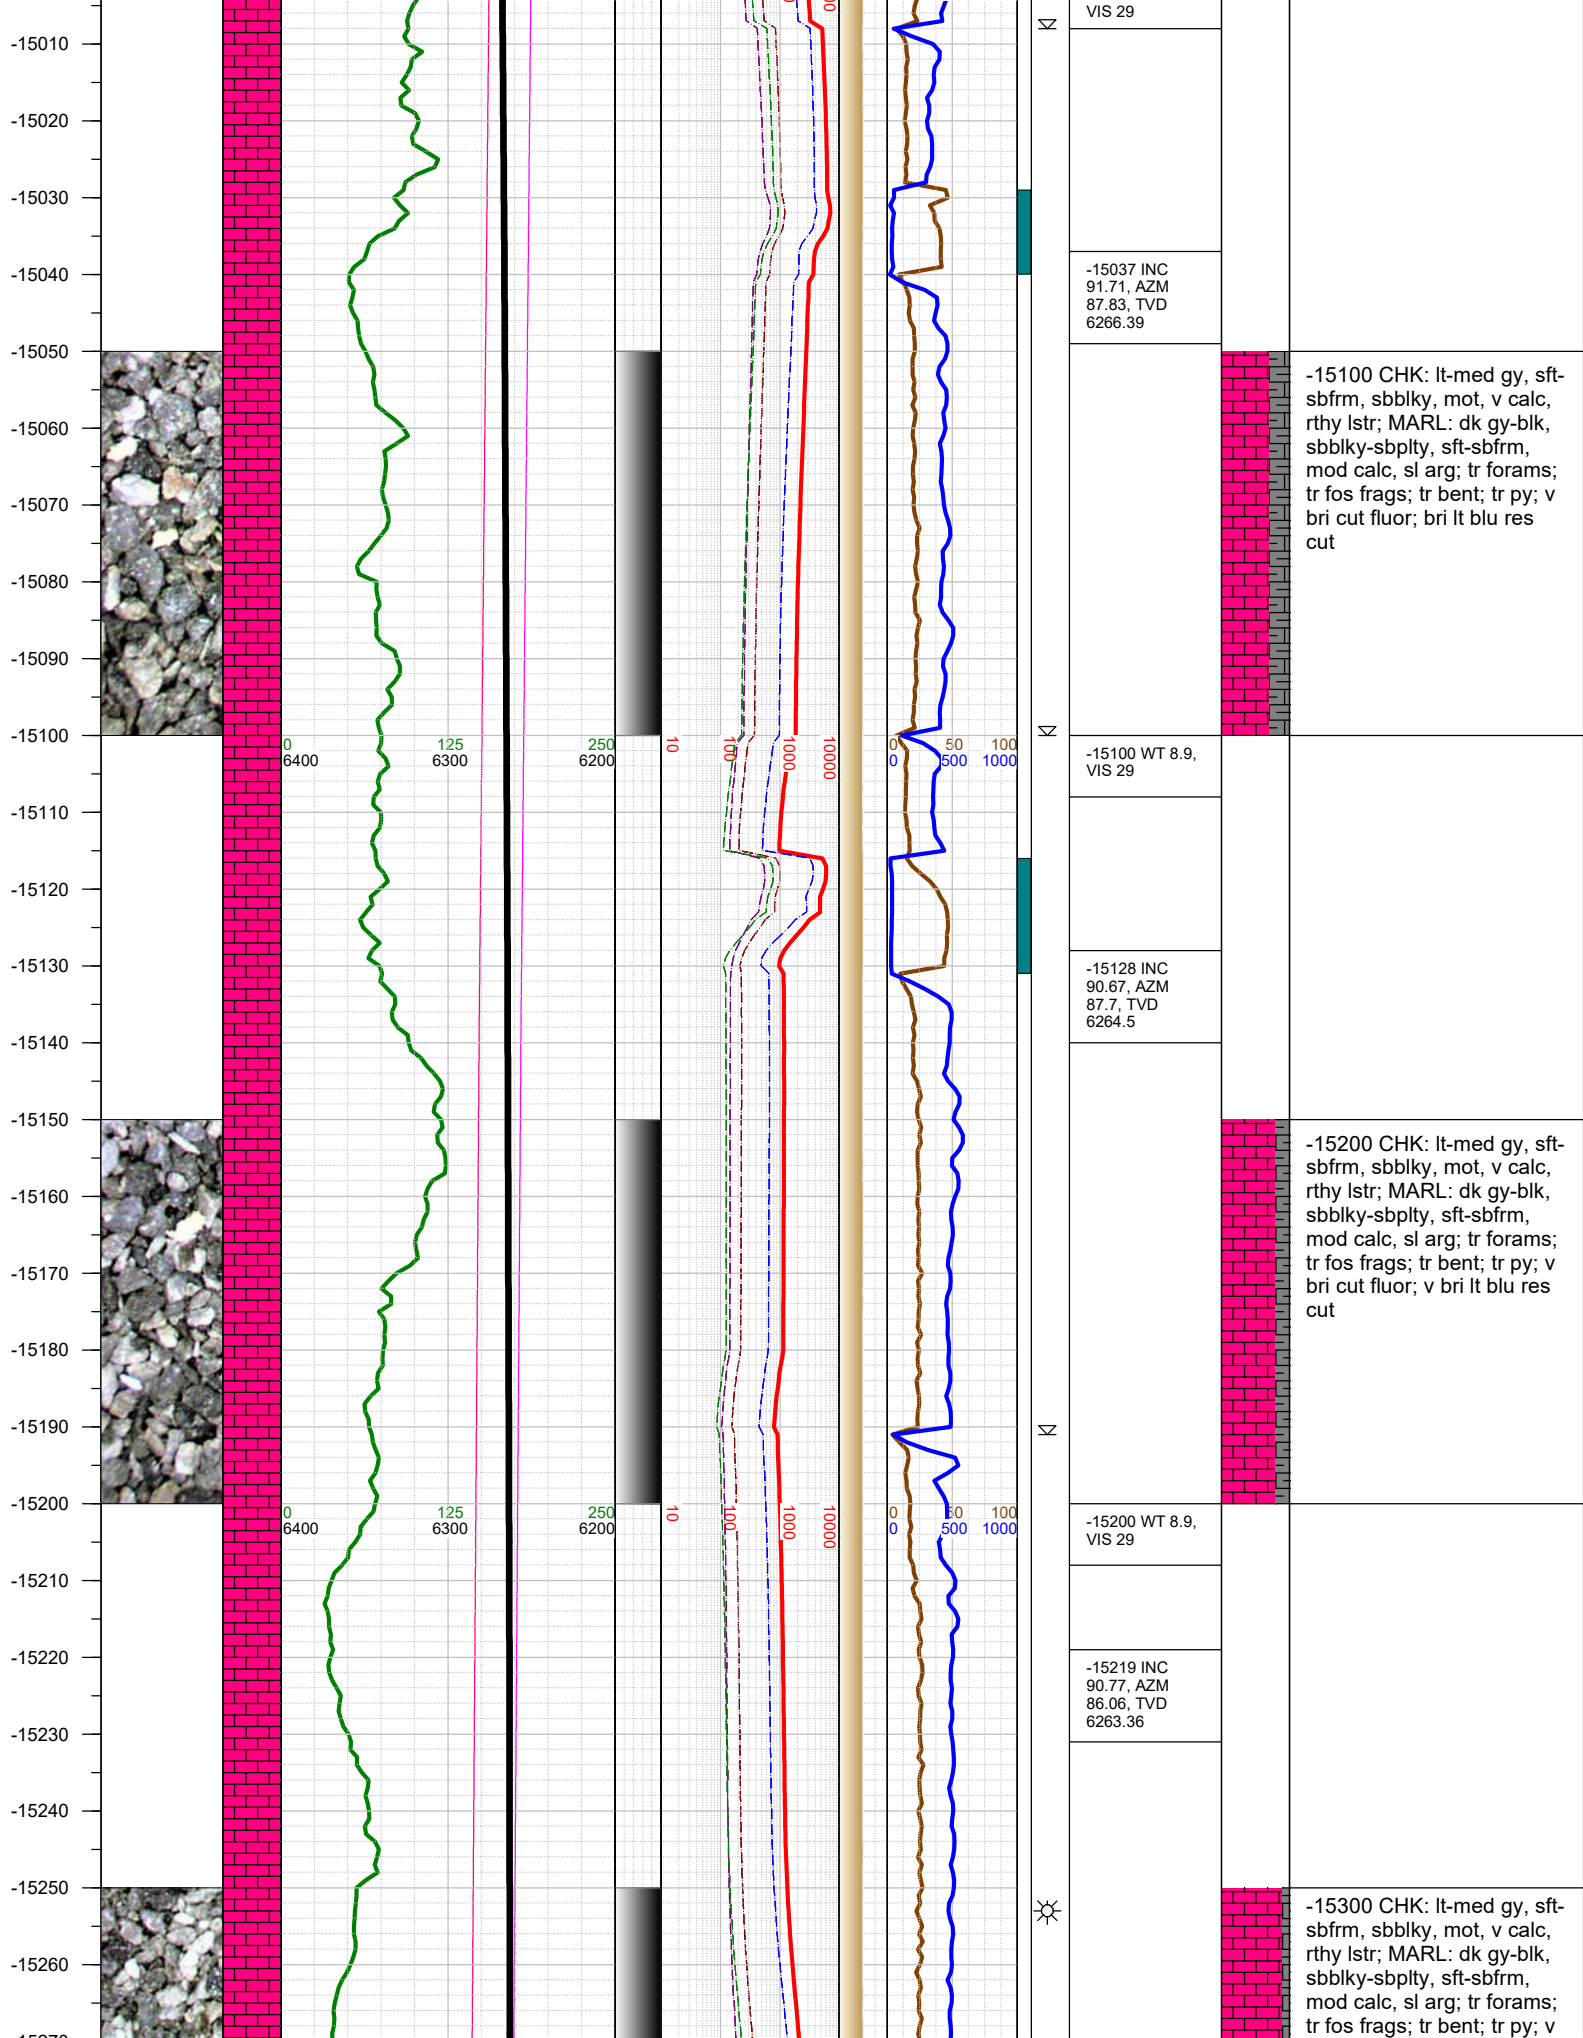 VIS 29
-15010
-15020
-15030
-15040
-15037 INC
91.71, AZM
87.83, TVD
6266.39
-15050
-15100 CHK: lt-med gy, sft-
sbfrm, sbblky, mot, v calc,
rthy lstr; MARL: dk gy-blk,
sbblky-sbplty, sft-sbfrm,
mod calc, sl arg; tr forams;
tr fos frags; tr bent; tr py; v
bri cut fluor; bri lt blu res
cut
-15060
-15070
-15080
-15090
-15100
0 125 250
6400 6300 6200
10 100 1000 10000
0 50 100
0 500 1000
-15100 WT 8.9,
VIS 29
-15110
-15120
-15130
-15128 INC
90.67, AZM
87.7, TVD
6264.5
-15140
-15150
-15200 CHK: lt-med gy, sft-
sbfrm, sbblky, mot, v calc,
rthy lstr; MARL: dk gy-blk,
sbblky-sbplty, sft-sbfrm,
mod calc, sl arg; tr forams;
tr fos frags; tr bent; tr py; v
bri cut fluor; v bri lt blu res
cut
-15160
-15170
-15180
-15190
-15200
0 125 250
6400 6300 6200
10 100 1000 10000
0 50 100
0 500 1000
-15200 WT 8.9,
VIS 29
-15210
-15220
-15219 INC
90.77, AZM
86.06, TVD
6263.36
-15230
-15240
-15250
-15300 CHK: lt-med gy, sft-
sbfrm, sbblky, mot, v calc,
rthy lstr; MARL: dk gy-blk,
sbblky-sbplty, sft-sbfrm,
mod calc, sl arg; tr forams;
tr fos frags; tr bent; tr py; v
-15260
-15270